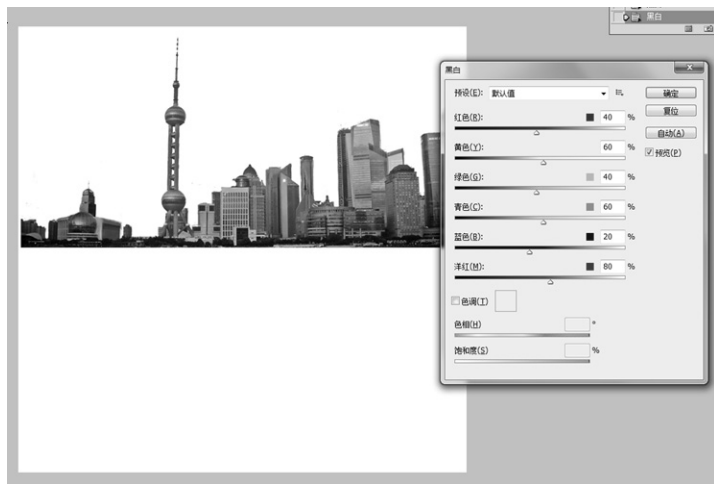 黑白
黑白
预设(E): 默认值
确定
复位
自动(A)
预览(P)
红色(R): 40 %
黄色(Y): 60 %
绿色(G): 40 %
青色(C): 60 %
蓝色(B): 20 %
洋红(M): 80 %
色调(T)
色相(H) °
饱和度(S) %